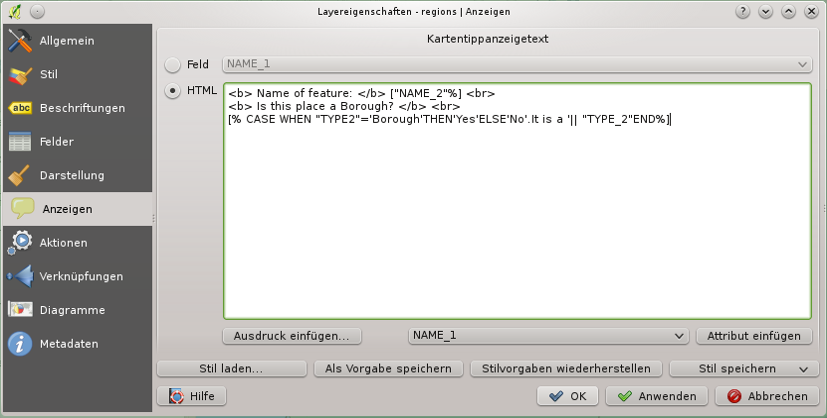 Layereigenschaften - regions | Anzeigen
Allgemein
Stil
abc Beschriftungen
Felder
Darstellung
Anzeigen
Aktionen
Verknüpfungen
Diagramme
Metadaten
Kartentippanzeigetext
Feld NAME_1
HTML
<b> Name of feature: </b> ["NAME_2"%] <br>
<b> Is this place a Borough? </b> <br>
[% CASE WHEN "TYPE2"='Borough'THEN'Yes'ELSE'No'.It is a '|| "TYPE_2"END%]
Ausdruck einfügen... NAME_1 Attribut einfügen
Stil laden... Als Vorgabe speichern Stilvorgaben wiederherstellen Stil speichern
Hilfe OK Anwenden Abbrechen